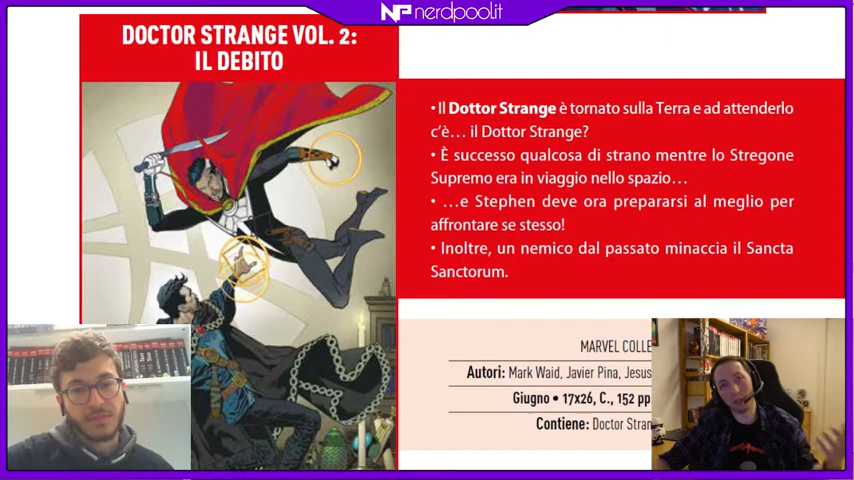 NP nerdpool.it
DOCTOR STRANGE VOL. 2:
IL DEBITO
• Il Dottor Strange è tornato sulla Terra e ad attenderlo
c'è… il Dottor Strange?
• È successo qualcosa di strano mentre lo Stregone
Supremo era in viaggio nello spazio…
• …e Stephen deve ora prepararsi al meglio per
affrontare se stesso!
• Inoltre, un nemico dal passato minaccia il Sancta
Sanctorum.
MARVEL COLLE
Autori: Mark Waid, Javier Pina, Jesus
Giugno • 17x26, C., 152 pp
Contiene: Doctor Stran